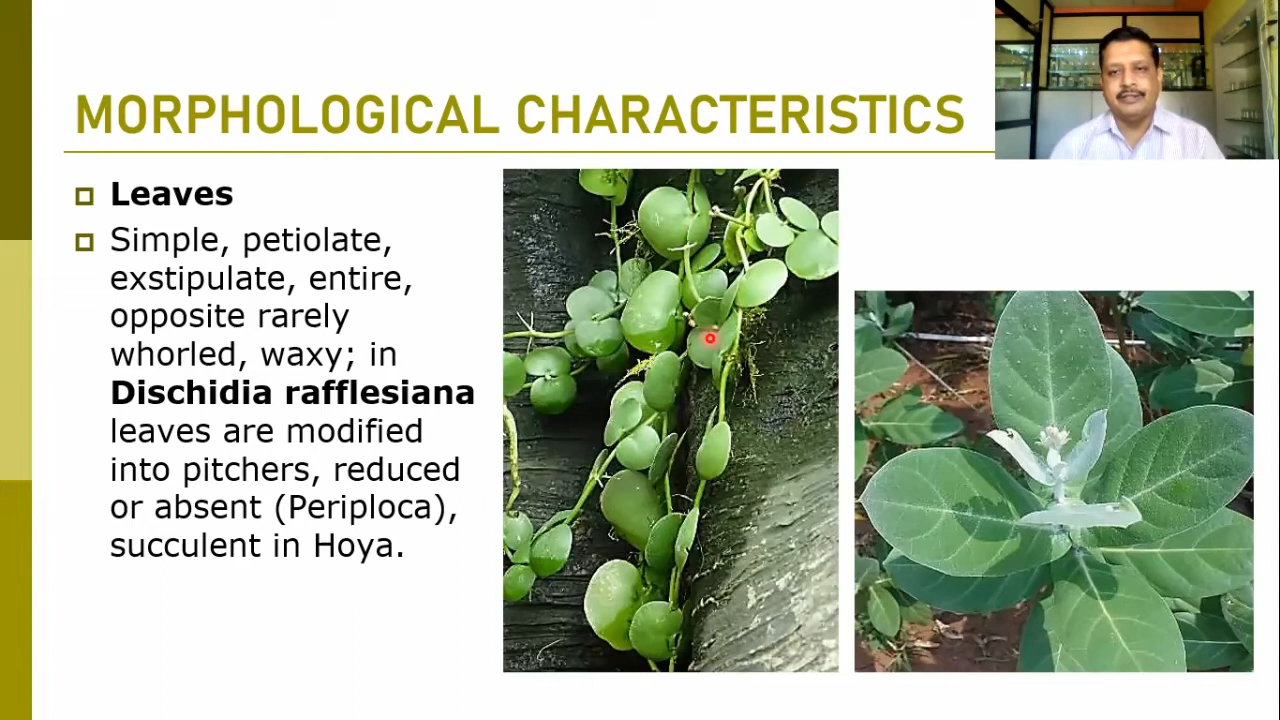 MORPHOLOGICAL CHARACTERISTICS
Leaves
Simple, petiolate,
exstipulate, entire,
opposite rarely
whorled, waxy; in
Dischidia rafflesiana
leaves are modified
into pitchers, reduced
or absent (Periploca),
succulent in Hoya.